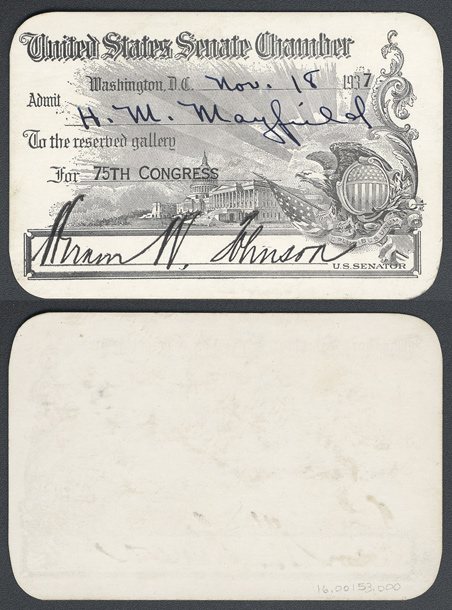 United States Senate Chamber
Washington, D.C. Nov. 18 1937
Admit H. M. Mayfield
To the reserved gallery
For 75TH CONGRESS
Hiram W. Johnson
U.S. SENATOR
16.00153.000